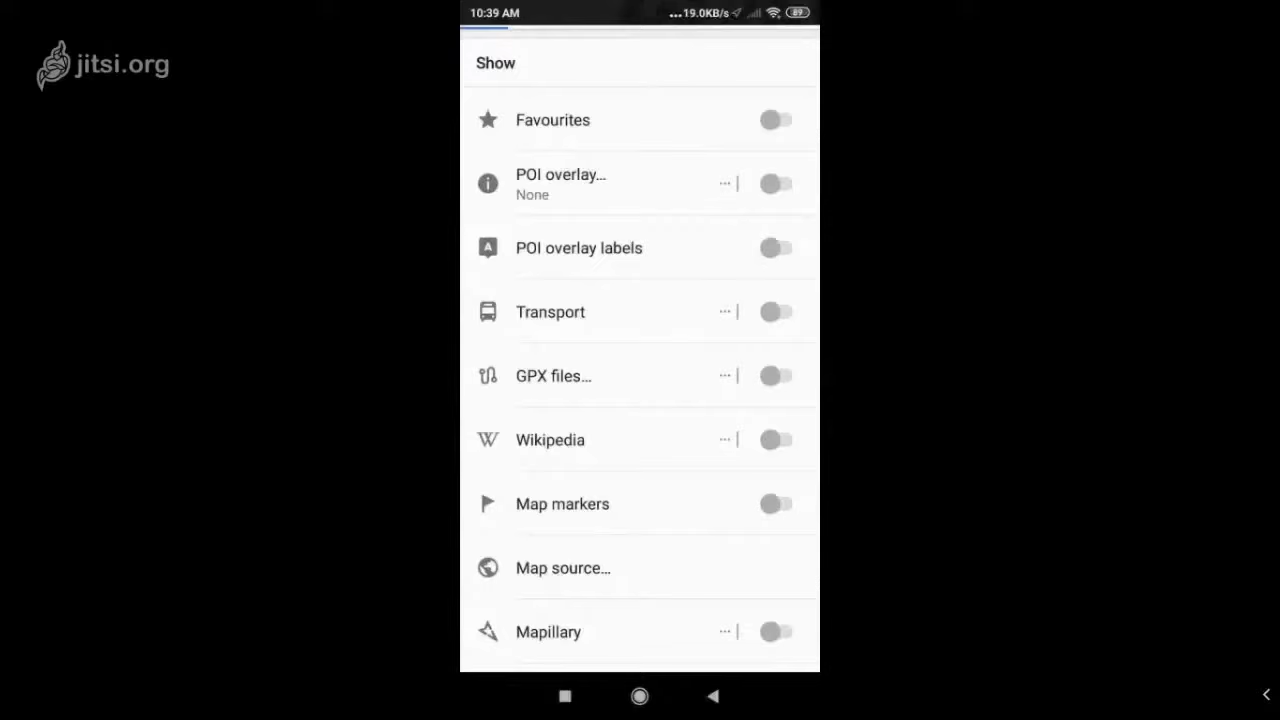 10:39 AM
...19.0KB/s
89
jitsi.org
Show
Favourites
POI overlay...
None
A
POI overlay labels
Transport
GPX files...
W
Wikipedia
Map markers
Map source...
Mapillary